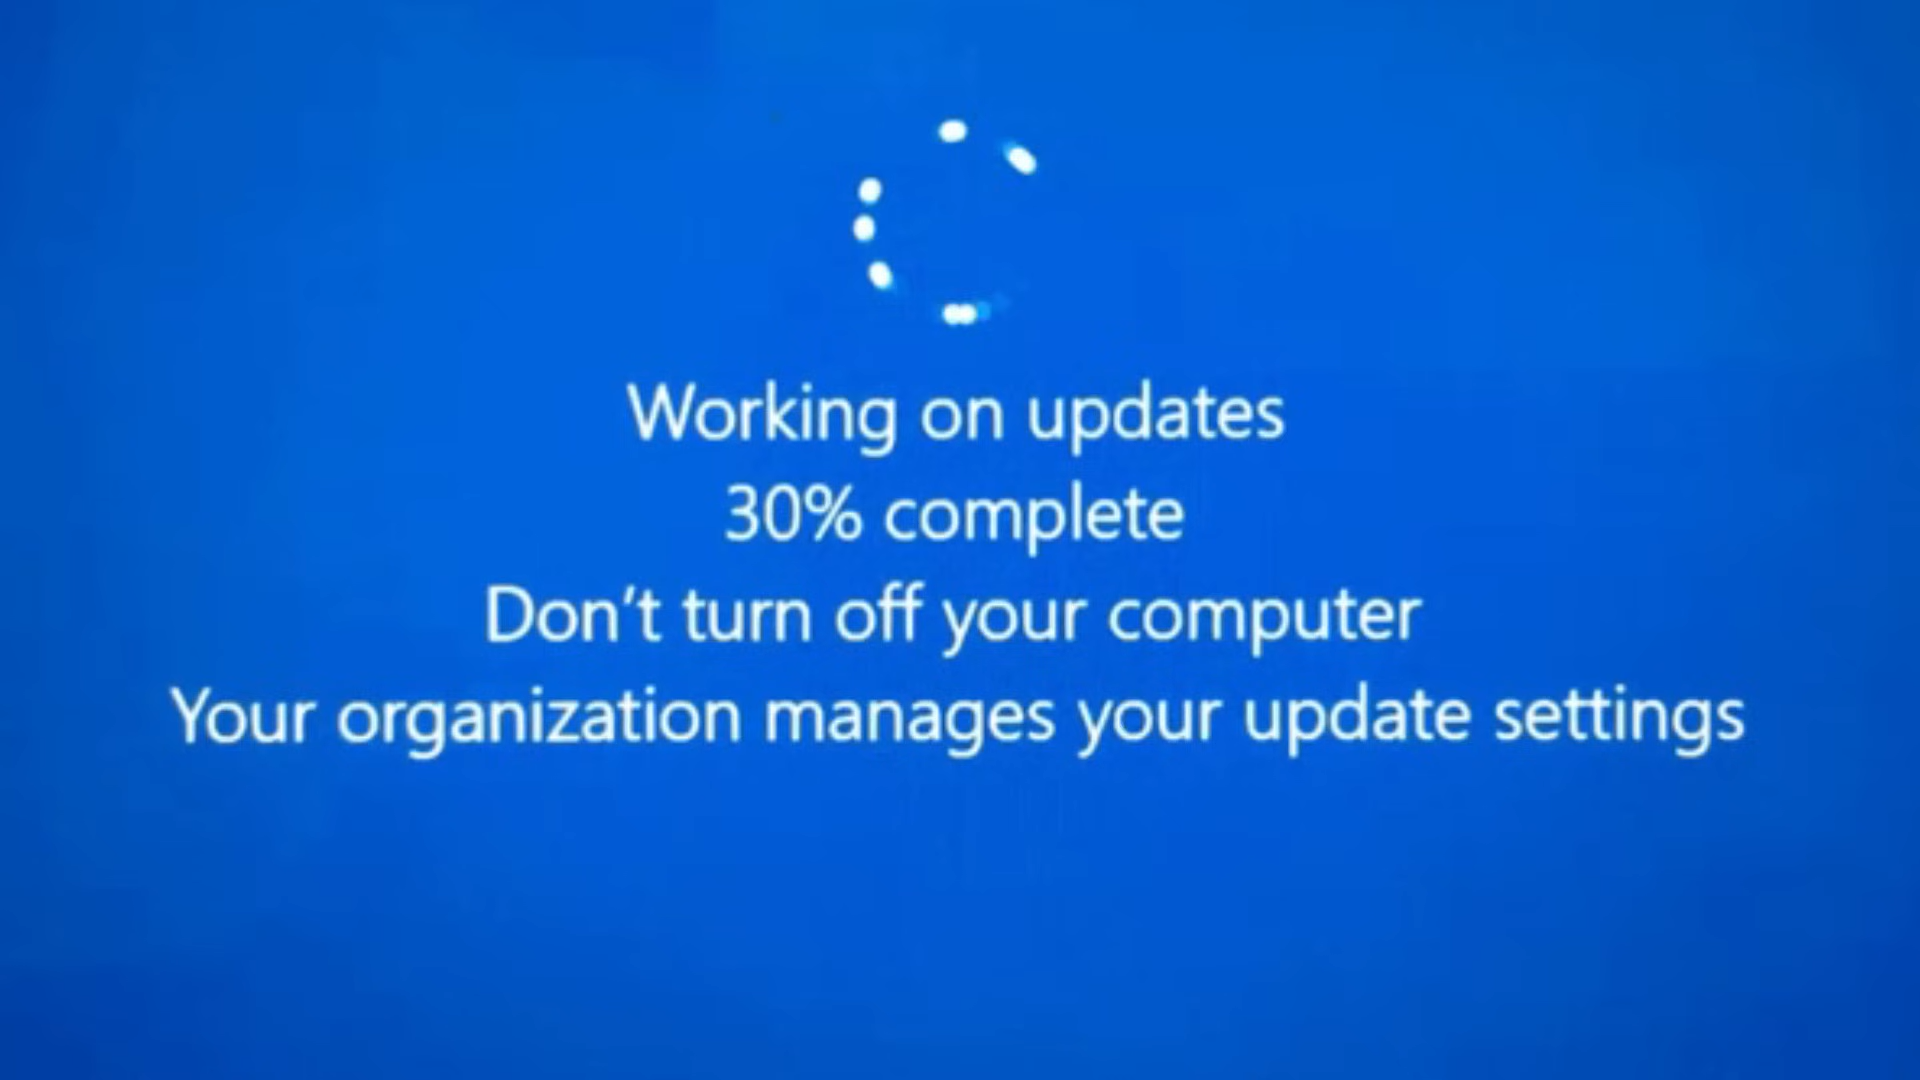 Working on updates
30% complete
Don't turn off your computer
Your organization manages your update settings